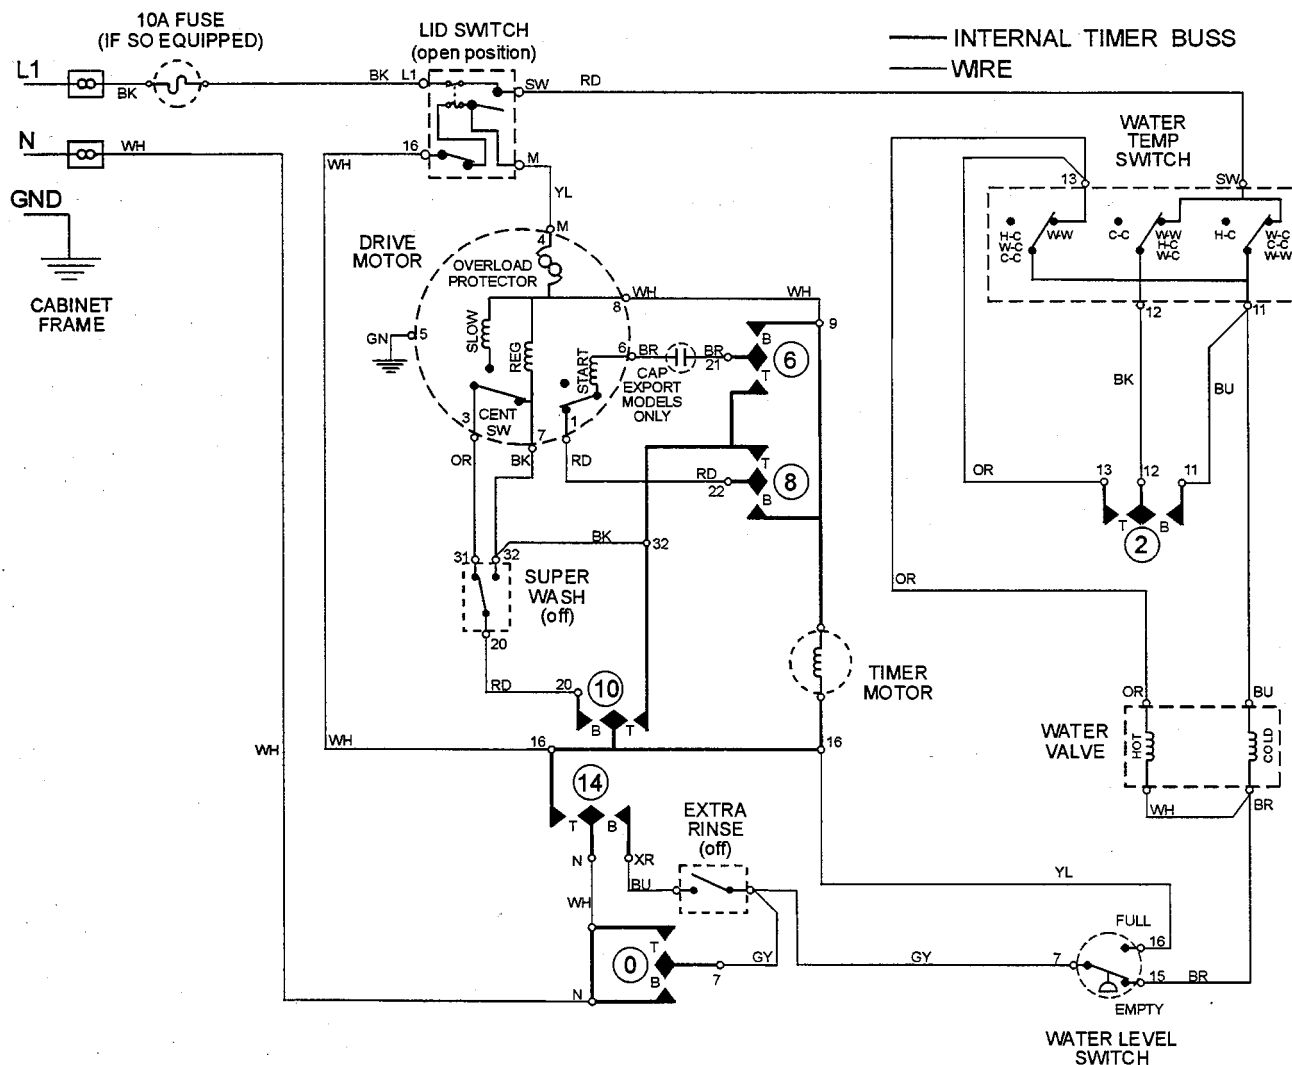 10A FUSE
(IF SO EQUIPPED)
LID SWITCH
(open position)
INTERNAL TIMER BUSS
WIRE
L1
BK
BK
L1
SW
RD
N
WH
WH
16
M
YL
GND
CABINET
FRAME
WATER
TEMP
SWITCH
13
SW
H-C
W-C
C-C
W-W
C-C
W-W
H-C
W-C
H-C
W-C
C-C
W-W
12
11
DRIVE
MOTOR
M
4
OVERLOAD
PROTECTOR
8
WH
WH
9
GN
5
SLOW
REG
START
6
BR
BR
21
CAP
EXPORT
MODELS
ONLY
B
6
T
3
CENT
SW
7
1
OR
BK
RD
RD
22
T
8
B
BK
BU
OR
13
12
11
T
B
2
31
32
BK
32
SUPER
WASH
(off)
20
RD
20
10
B
T
OR
TIMER
MOTOR
OR
BU
WATER
VALVE
HOT
COLD
WH
BR
WH
WH
16
16
14
T
B
N
XR
BU
EXTRA
RINSE
(off)
WH
YL
T
0
B
N
7
GY
GY
FULL
16
7
15
BR
EMPTY
WATER LEVEL
SWITCH